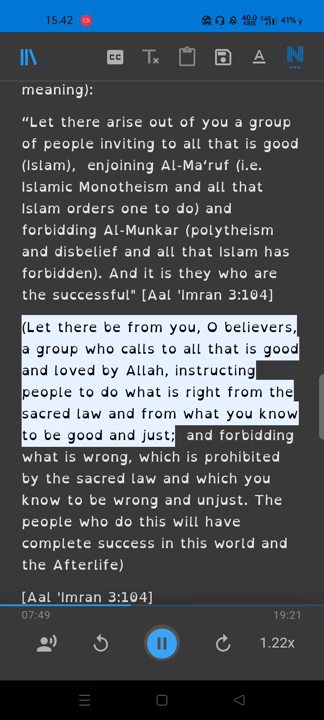 15.42
40.0
KB/S
41%
CC
meaning):
“Let there arise out of you a group
of people inviting to all that is good
(Islam),  enjoining Al-Ma‘ruf (i.e.
Islamic Monotheism and all that
Islam orders one to do) and
forbidding Al-Munkar (polytheism
and disbelief and all that Islam has
forbidden). And it is they who are
the successful" [Aal 'Imran 3:104]
(Let there be from you, O believers,
a group who calls to all that is good
and loved by Allah, instructing
people to do what is right from the
sacred law and from what you know
to be good and just;  and forbidding
what is wrong, which is prohibited
by the sacred law and which you
know to be wrong and unjust. The
people who do this will have
complete success in this world and
the Afterlife)
[Aal 'Imran 3:104]
07:49
19:21
1.22x